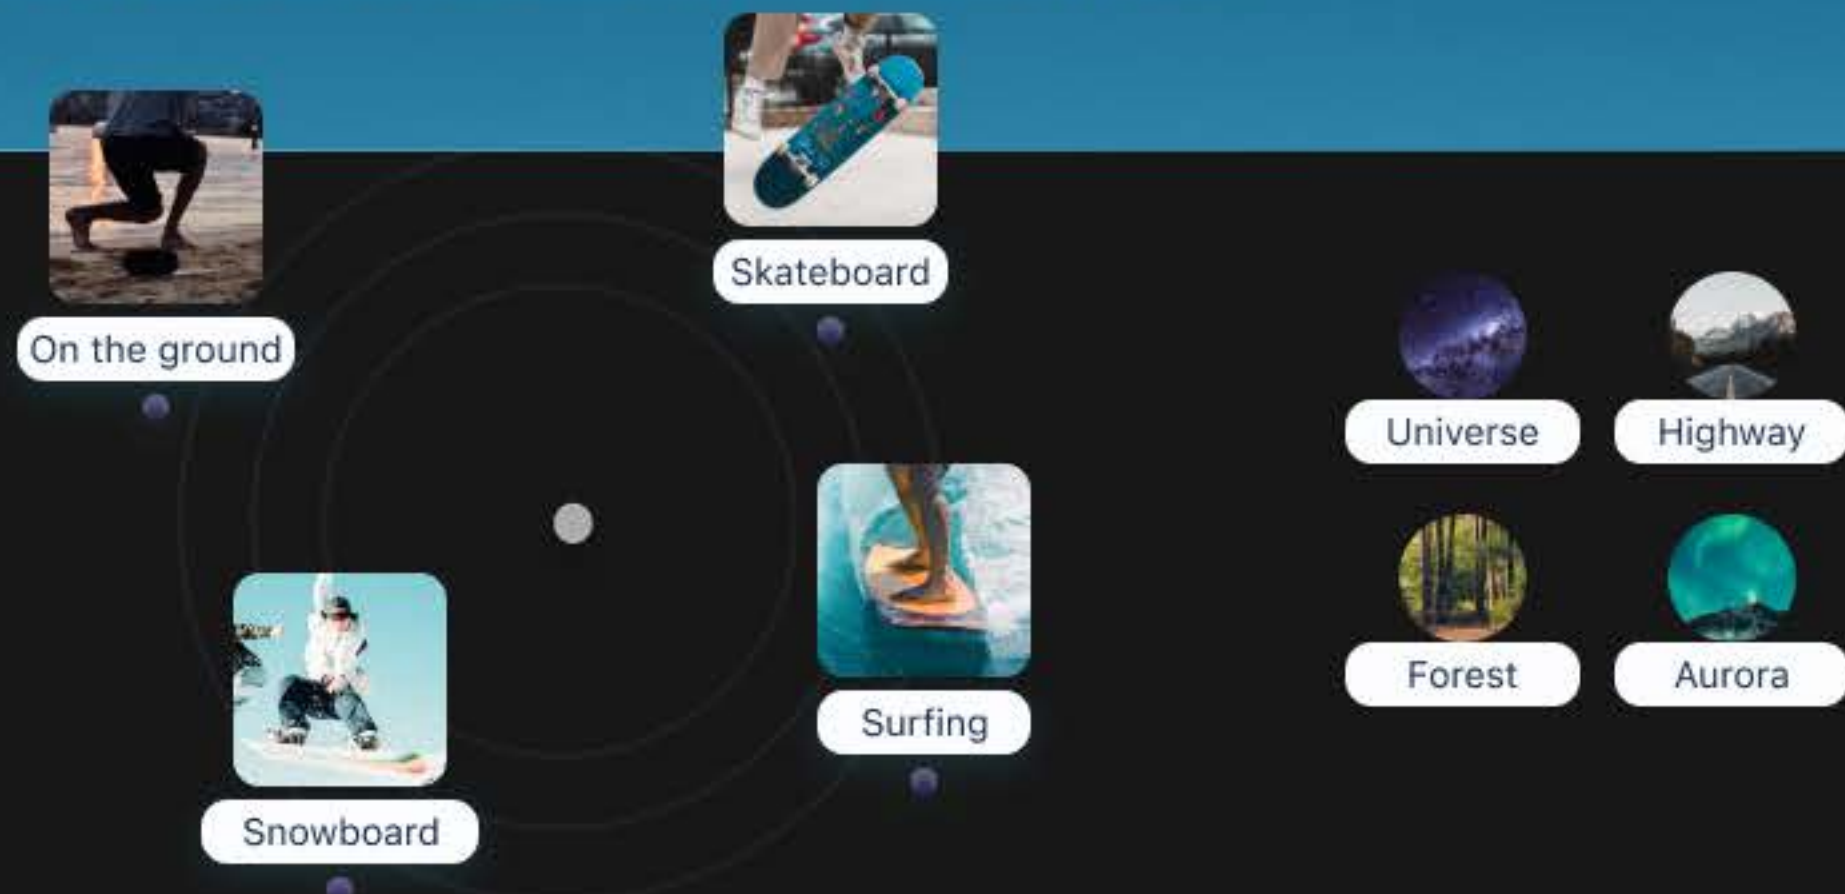 Skateboard
On the ground
Universe
Highway
Surfing
Forest
Aurora
Snowboard